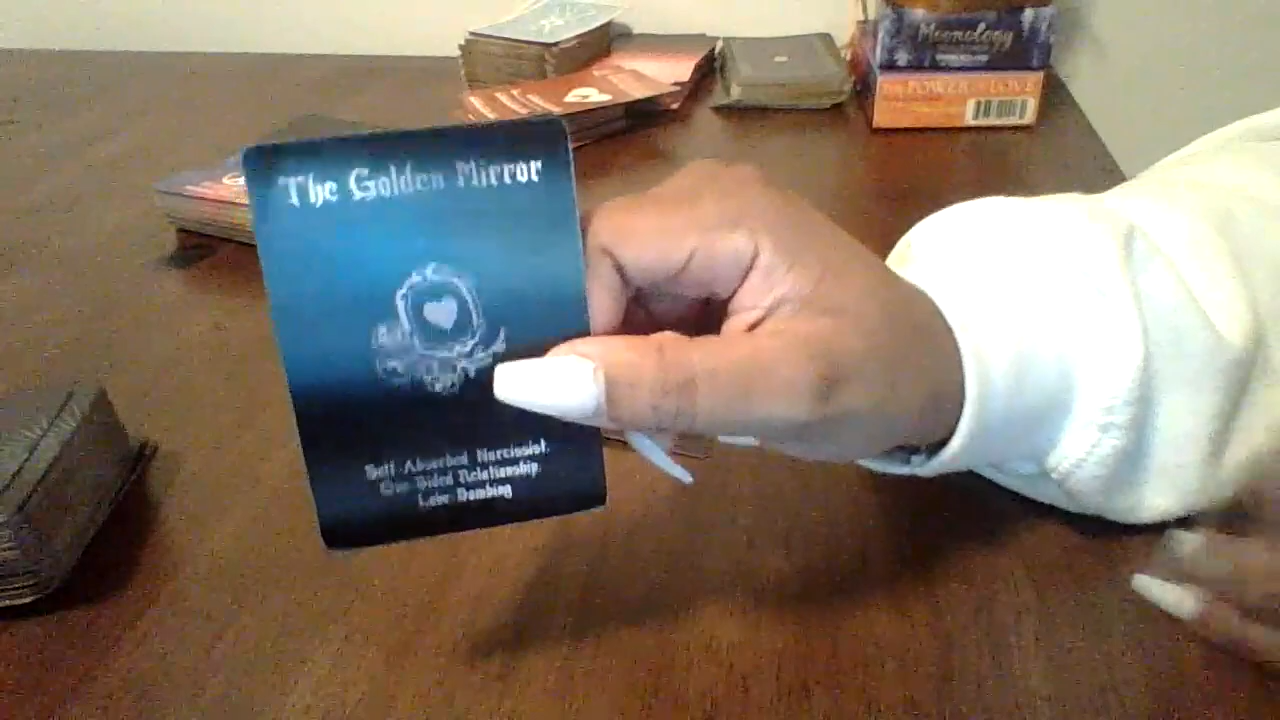 Moonology
THE POWER OF LOVE
The Golden Mirror
Self Absorbed Narcissist.
One Sided Relationship.
Love Bombing